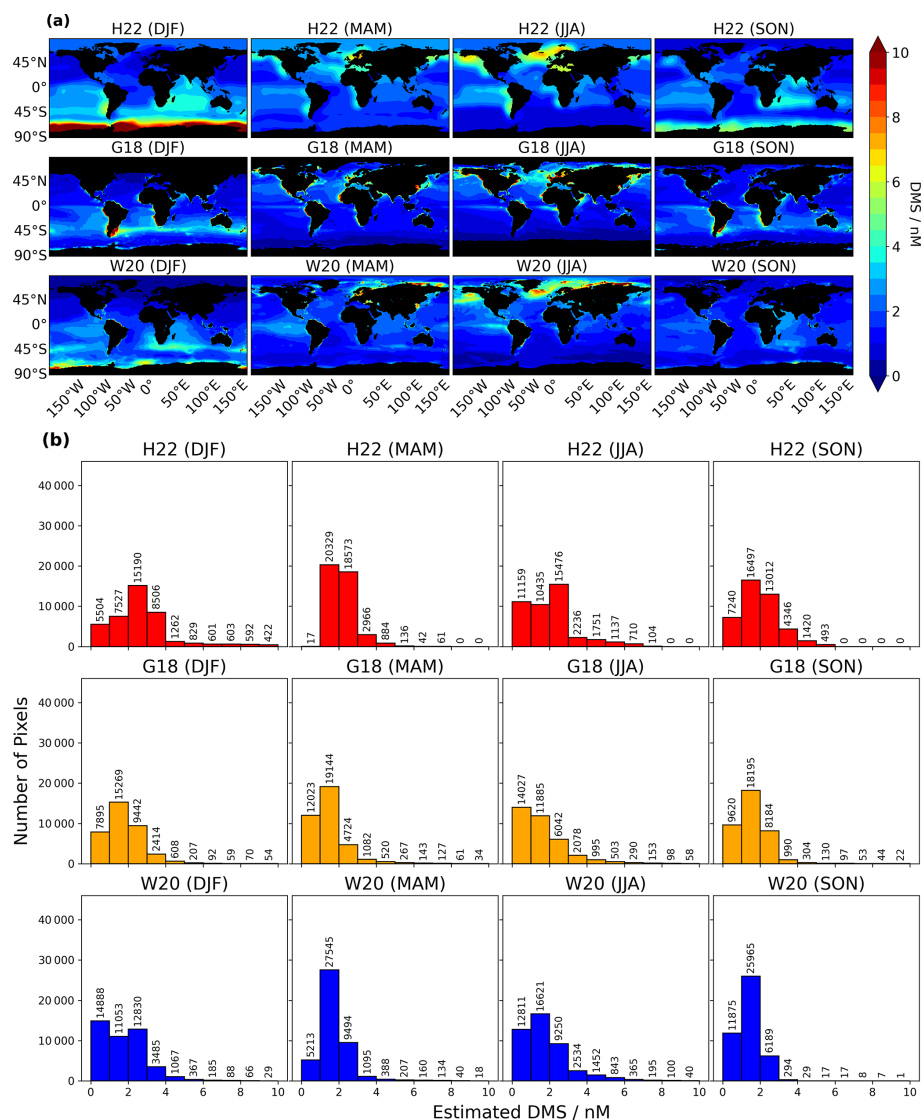 (a)
H22 (DJF) H22 (MAM) H22 (JJA) H22 (SON)
45°N
0°
45°S
90°S
G18 (DJF) G18 (MAM) G18 (JJA) G18 (SON)
45°N
0°
45°S
90°S
W20 (DJF) W20 (MAM) W20 (JJA) W20 (SON)
45°N
0°
45°S
90°S
150°W 100°W 50°W 0° 50°E 100°E 150°E 150°W 100°W 50°W 0° 50°E 100°E 150°E 150°W 100°W 50°W 0° 50°E 100°E 150°E 150°W 100°W 50°W 0° 50°E 100°E 150°E
10
8
6
4
2
0
DMS / nM
(b)
H22 (DJF) H22 (MAM) H22 (JJA) H22 (SON)
40 000
30 000
20 000
10 000
0
5504 7527 15190 8506 1262 829 601 603 592 422
17 20329 18573 2966 884 136 42 61 0 0
11159 10435 15476 2236 1751 1137 710 104 0 0
7240 16497 13012 4346 1420 493 0 0 0 0
G18 (DJF) G18 (MAM) G18 (JJA) G18 (SON)
40 000
30 000
20 000
10 000
0
7895 15269 9442 2414 608 207 92 59 70 54
12023 19144 4724 1082 520 267 143 127 61 34
14027 11885 6042 2078 995 503 290 153 98 58
9620 18195 8184 990 304 130 97 53 44 22
W20 (DJF) W20 (MAM) W20 (JJA) W20 (SON)
40 000
30 000
20 000
10 000
0
14888 11053 12830 3485 1067 367 185 88 66 29
5213 27545 9494 1095 388 207 160 134 40 18
12811 16621 9250 2534 1452 843 365 195 100 40
11875 25965 6189 294 29 17 17 8 7 1
0 2 4 6 8 10 0 2 4 6 8 10 0 2 4 6 8 10 0 2 4 6 8 10
Number of Pixels
Estimated DMS / nM